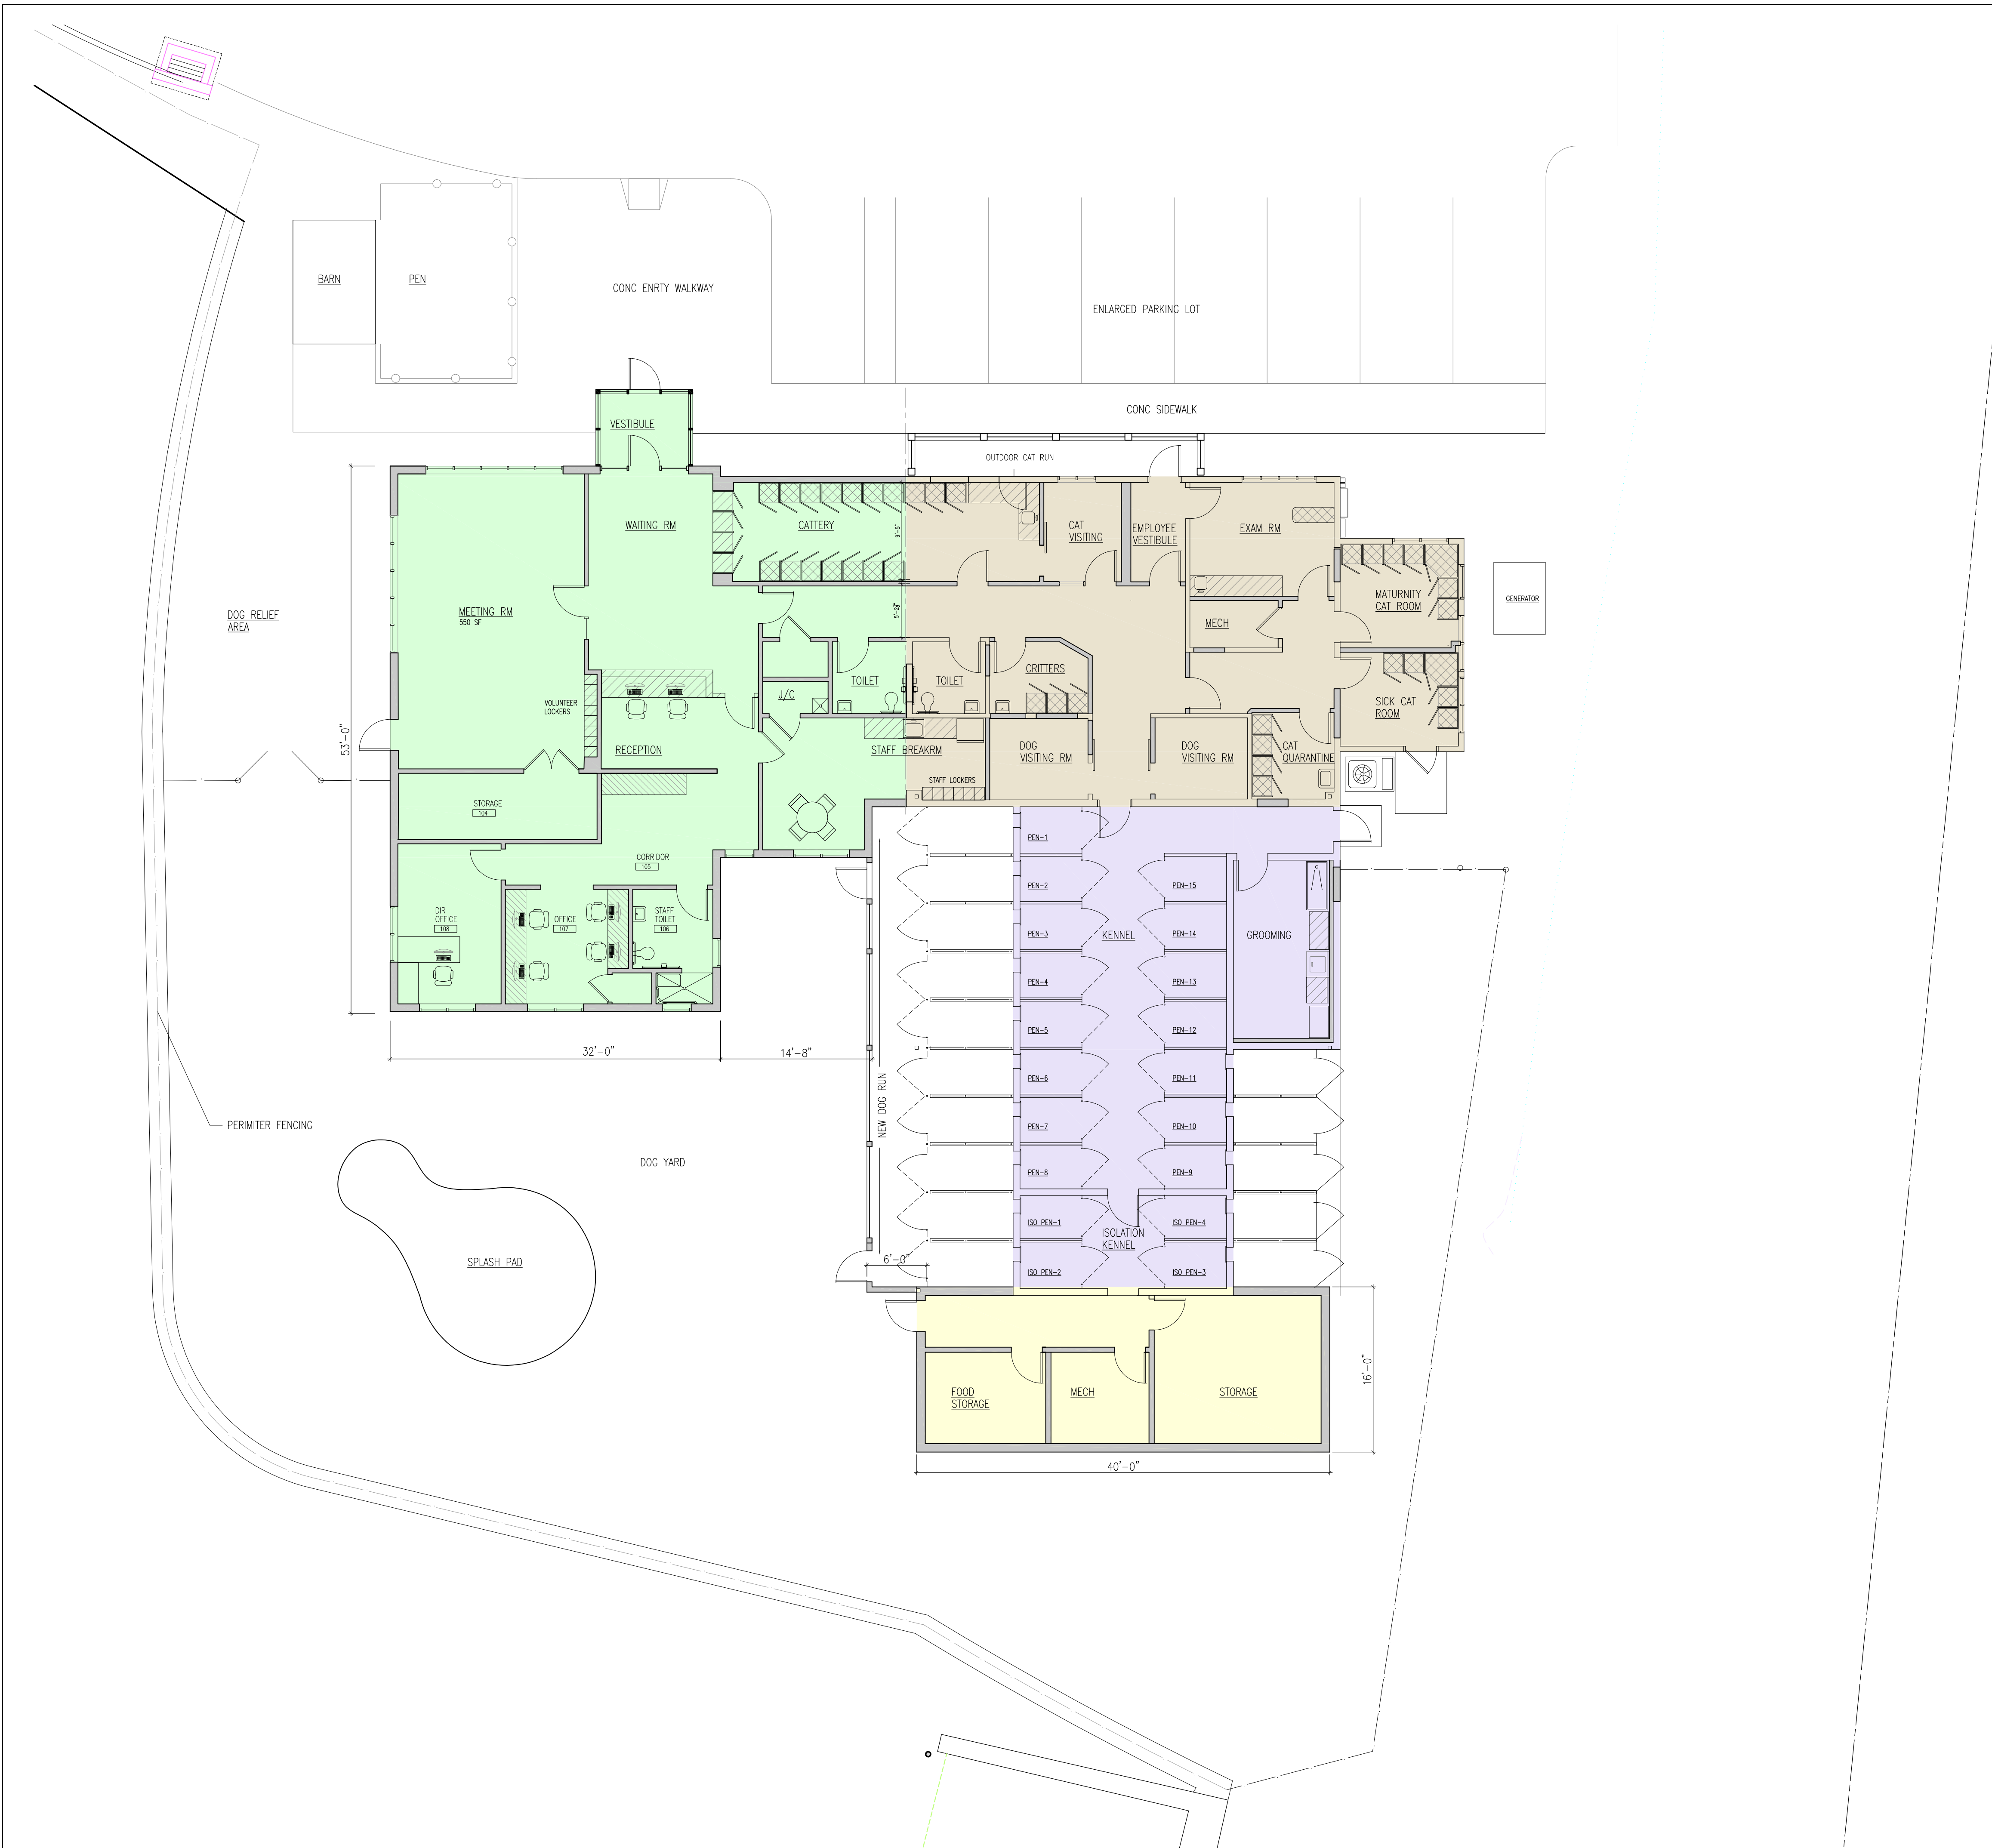 BARN
PEN
CONC ENRTY WALKWAY
ENLARGED PARKING LOT
CONC SIDEWALK
VESTIBULE
OUTDOOR CAT RUN
WAITING RM
CATTERY
5'-6"
CAT
VISITING
EMPLOYEE
VESTIBULE
EXAM RM
MATURNITY
CAT ROOM
GENERATOR
DOG RELIEF
AREA
MEETING RM
550 SF
MECH
CRITTERS
TOILET
TOILET
J/C
VOLUNTEER
LOCKERS
SICK CAT
ROOM
53'-0"
RECEPTION
STAFF BREAKRM
DOG
VISITING RM
DOG
VISITING RM
CAT
QUARANTINE
STAFF LOCKERS
STORAGE
104
CORRIDOR
105
DIR
OFFICE
108
OFFICE
107
STAFF
TOILET
106
PEN-1
PEN-2
PEN-15
PEN-3
KENNEL
PEN-14
GROOMING
PEN-4
PEN-13
PEN-5
PEN-12
32'-0"
14'-8"
PEN-6
PEN-11
NEW DOG RUN
PEN-7
PEN-10
PERIMITER FENCING
DOG YARD
PEN-8
PEN-9
ISO PEN-1
ISO PEN-4
ISOLATION
KENNEL
SPLASH PAD
6'-0"
ISO PEN-2
ISO PEN-3
FOOD
STORAGE
MECH
STORAGE
16'-0"
40'-0"